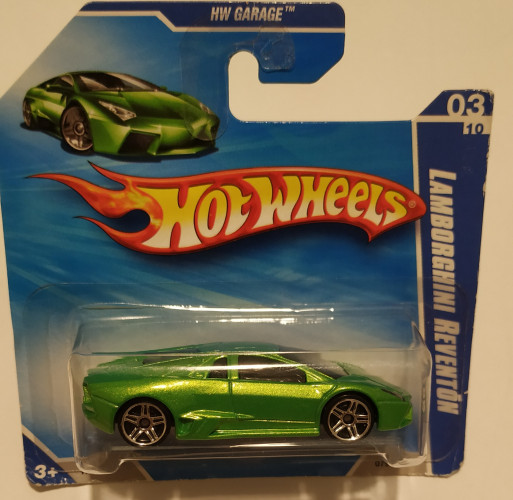 HW GARAGE™
03
10
HOT WHEELS®
LAMBORGHINI REVENTÓN
3+